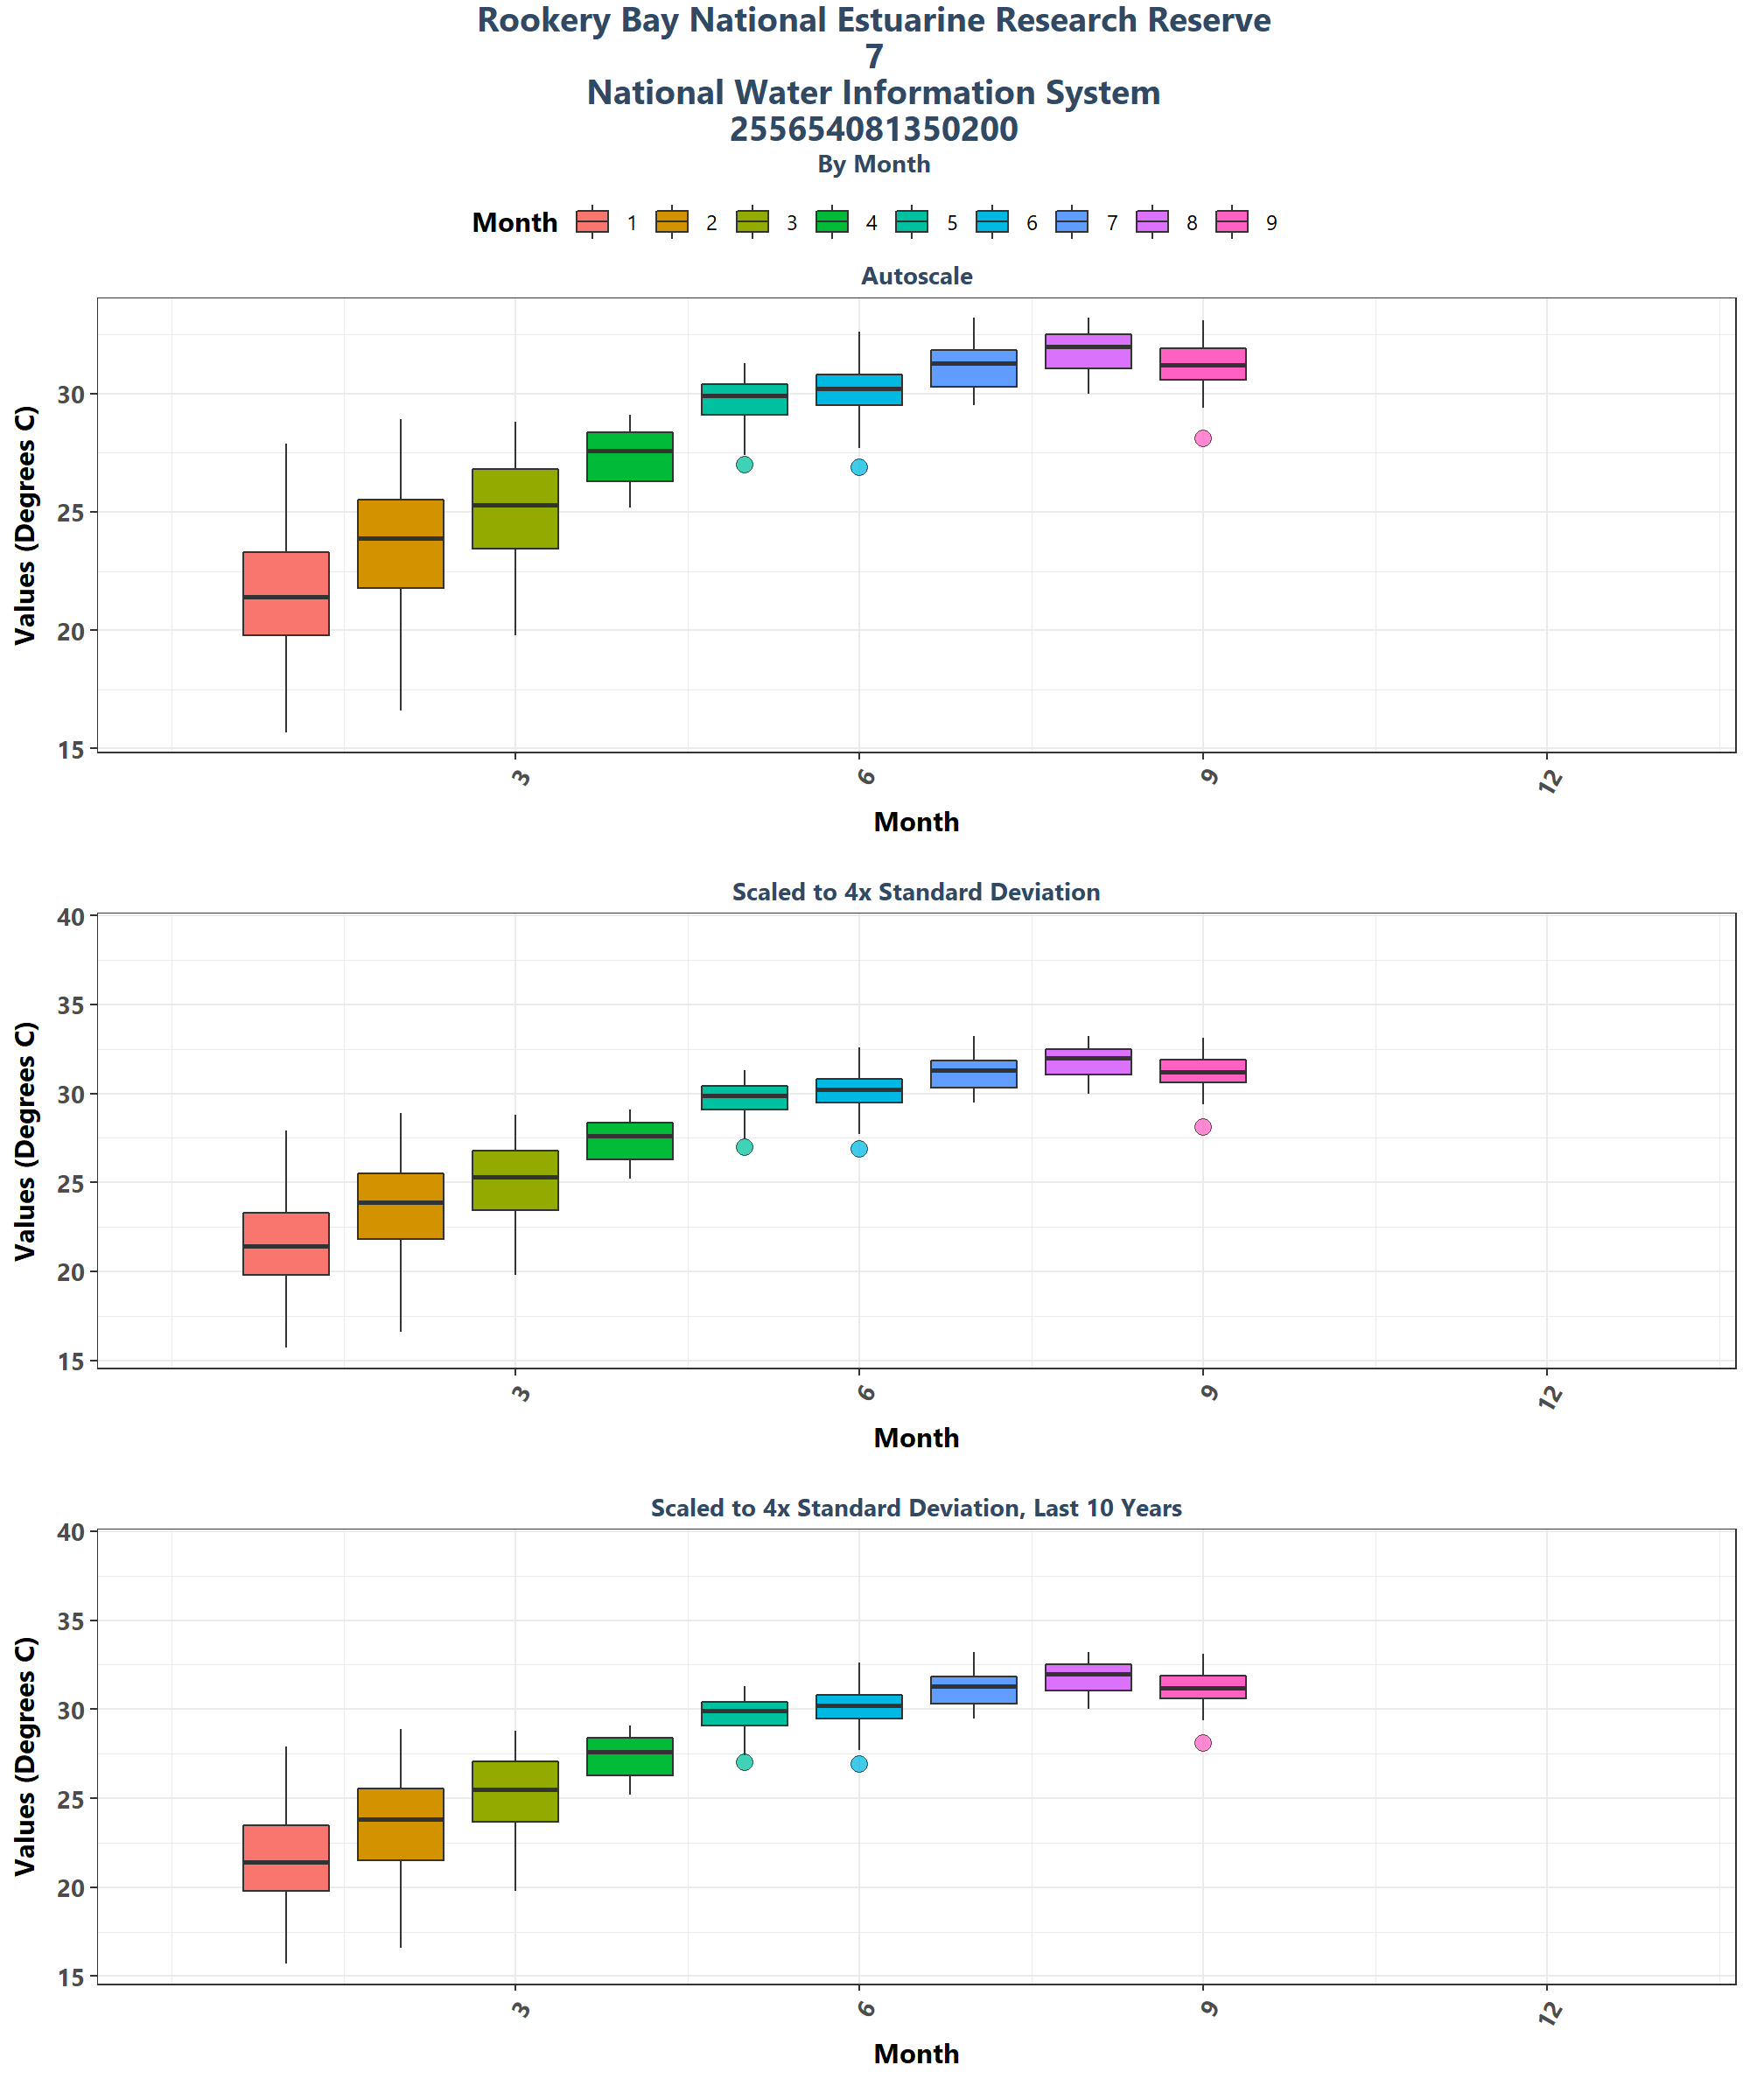 Rookery Bay National Estuarine Research Reserve
7
National Water Information System
255654081350200
By Month
Month 1 2 3 4 5 6 7 8 9
Autoscale
Values (Degrees C)
30
25
20
15
3 6 9 12
Month
Scaled to 4x Standard Deviation
Values (Degrees C)
40
35
30
25
20
15
3 6 9 12
Month
Scaled to 4x Standard Deviation, Last 10 Years
Values (Degrees C)
40
35
30
25
20
15
3 6 9 12
Month